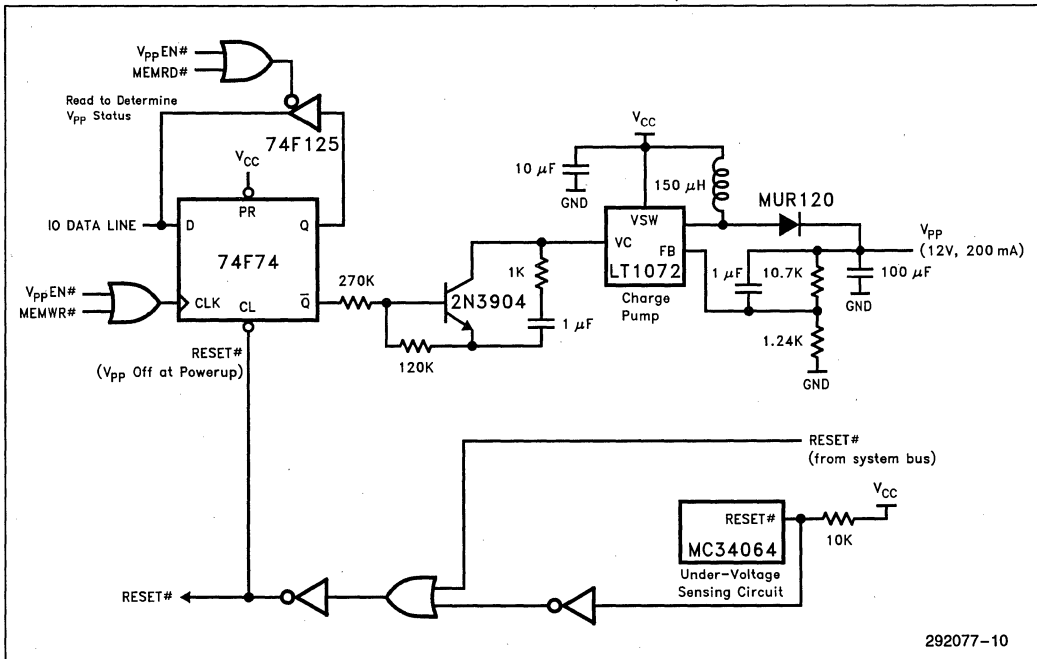 VPPEN#
MEMRD#
Read to Determine
VPP Status
74F125
VCC
PR
IO DATA LINE
D
Q
74F74
VPPEN#
MEMWR#
CLK
CL
Q̅
RESET#
(VPP Off at Powerup)
270K
2N3904
120K
1K
1 μF
VCC
10 μF
GND
150 μH
VSW
VC
FB
LT1072
Charge
Pump
MUR120
VPP
(12V, 200 mA)
1 μF
10.7K
100 μF
GND
1.24K
GND
RESET#
(from system bus)
VCC
RESET#
10K
MC34064
Under-Voltage
Sensing Circuit
RESET#
292077-10